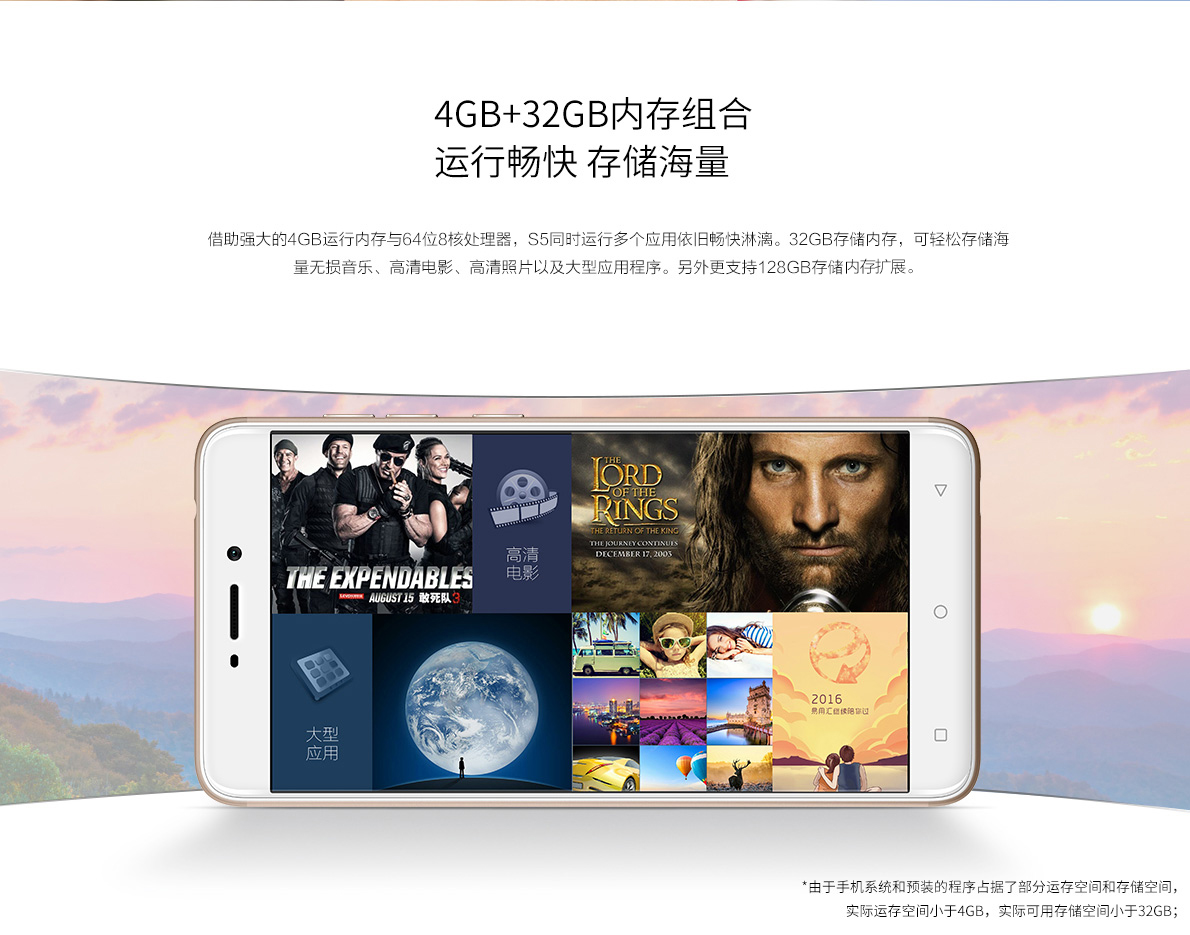 4GB+32GB内存组合
运行畅快 存储海量
借助强大的4GB运行内存与64位8核处理器，S5同时运行多个应用依旧畅快淋漓。32GB存储内存，可轻松存储海
量无损音乐、高清电影、高清照片以及大型应用程序。另外更支持128GB存储内存扩展。
THE EXPENDABLES
AUGUST 15 敢死队3
高清
电影
THE
LORD
OF THE
RINGS
THE RETURN OF THE KING
THE JOURNEY CONTINUES
DECEMBER 17, 2003
大型
应用
2016
易用汇继续陪你过
*由于手机系统和预装的程序占据了部分运存空间和存储空间，
实际运存空间小于4GB，实际可用存储空间小于32GB；